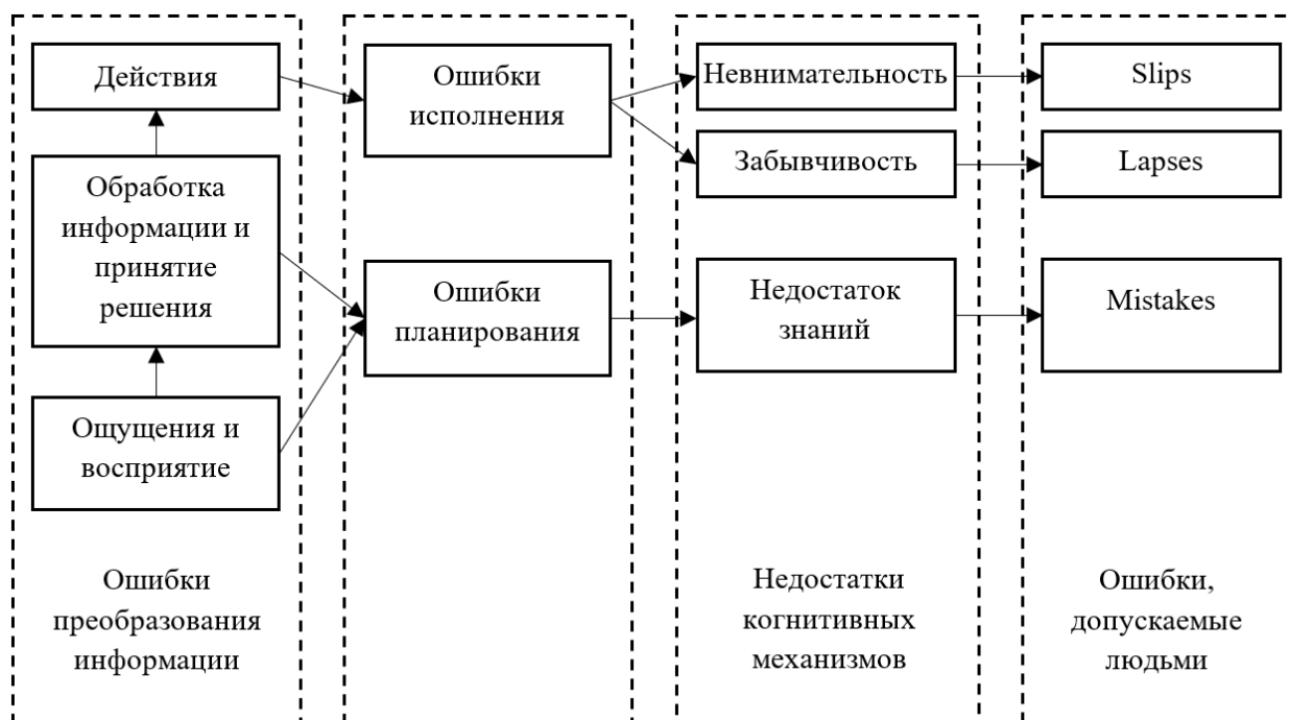 Действия
Обработка
информации и
принятие
решения
Ощущения и
восприятие
Ошибки
преобразования
информации
Ошибки
исполнения
Ошибки
планирования
Невнимательность
Забывчивость
Недостаток
знаний
Недостатки
когнитивных
механизмов
Slips
Lapses
Mistakes
Ошибки,
допускаемые
людьми